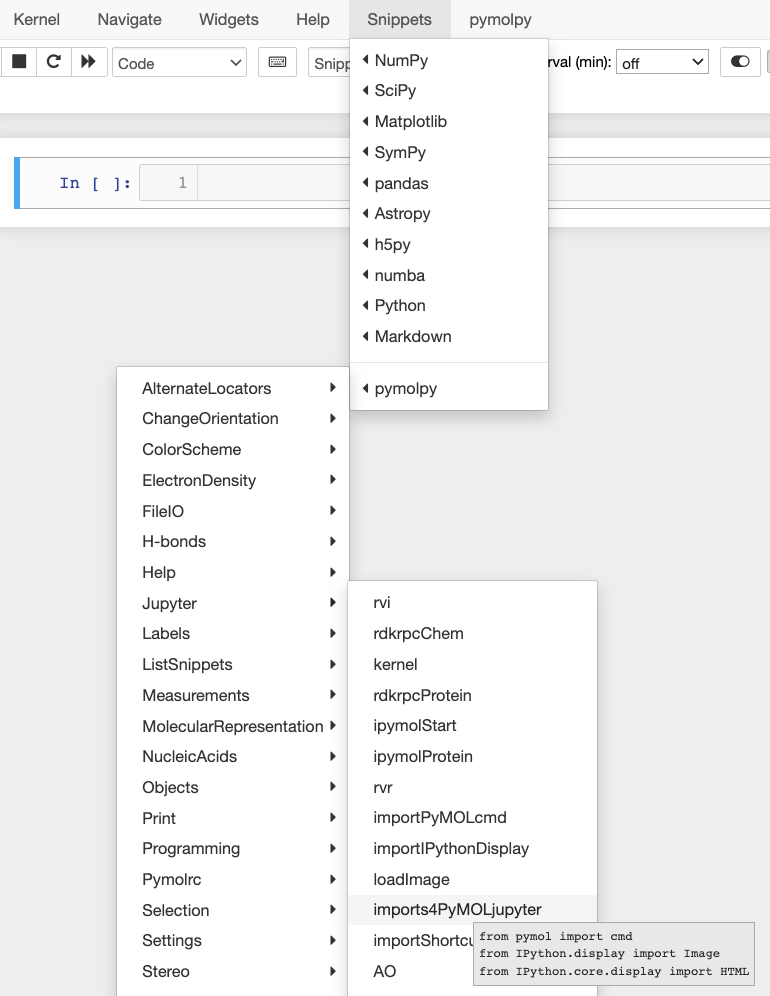 Kernel Navigate Widgets Help Snippets pymolpy
Code Snipp rval (min): off
In [ ]: 1
NumPy
SciPy
Matplotlib
SymPy
pandas
Astropy
h5py
numba
Python
Markdown
pymolpy
AlternateLocators
ChangeOrientation
ColorScheme
ElectronDensity
FileIO
H-bonds
Help
Jupyter
Labels
ListSnippets
Measurements
MolecularRepresentation
NucleicAcids
Objects
Print
Programming
Pymolrc
Selection
Settings
Stereo
rvi
rdkrpcChem
kernel
rdkrpcProtein
ipymolStart
ipymolProtein
rvr
importPyMOLcmd
importIPythonDisplay
loadImage
imports4PyMOLjupyter
importShortcu
AO
from pymol import cmd
from IPython.display import Image
from IPython.core.display import HTML